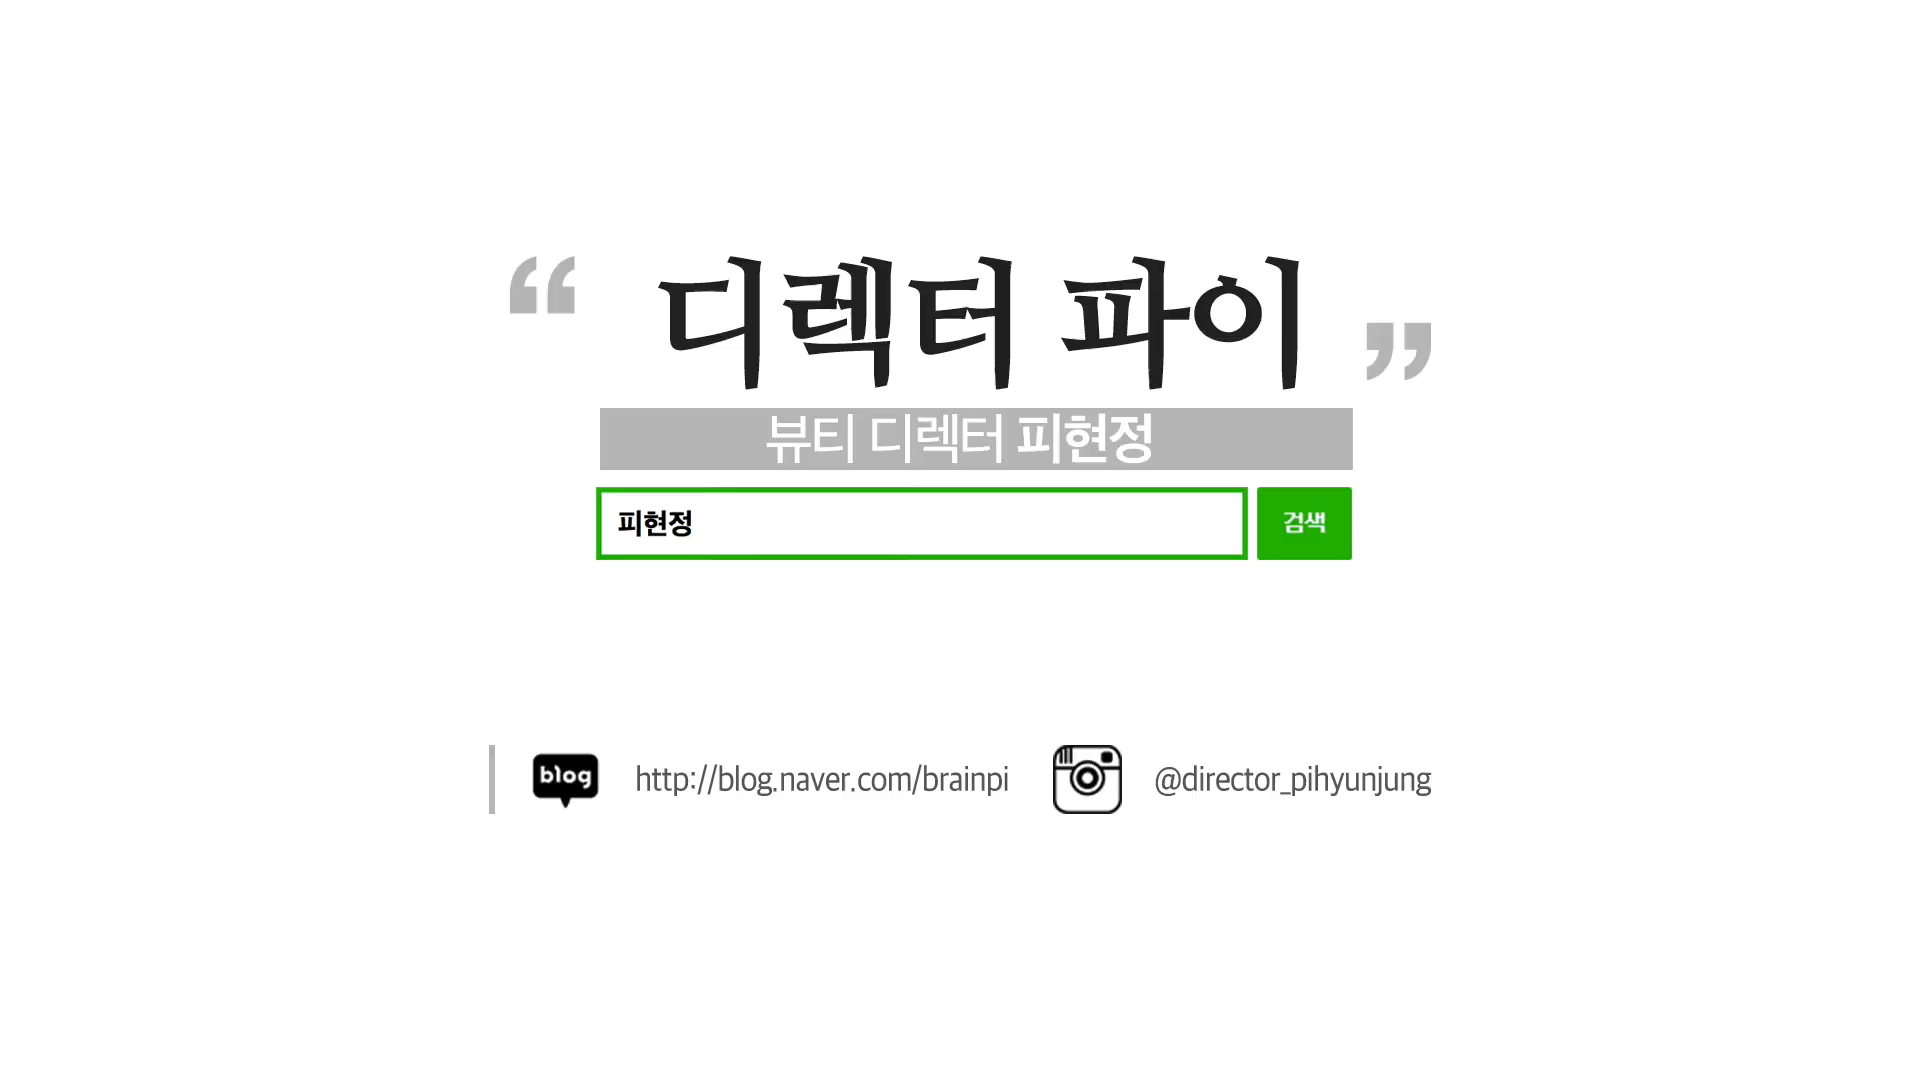 “ 디렉터 파이 ”
뷰티 디렉터 피현정
피현정 검색
blog http://blog.naver.com/brainpi @director_pihyunjung